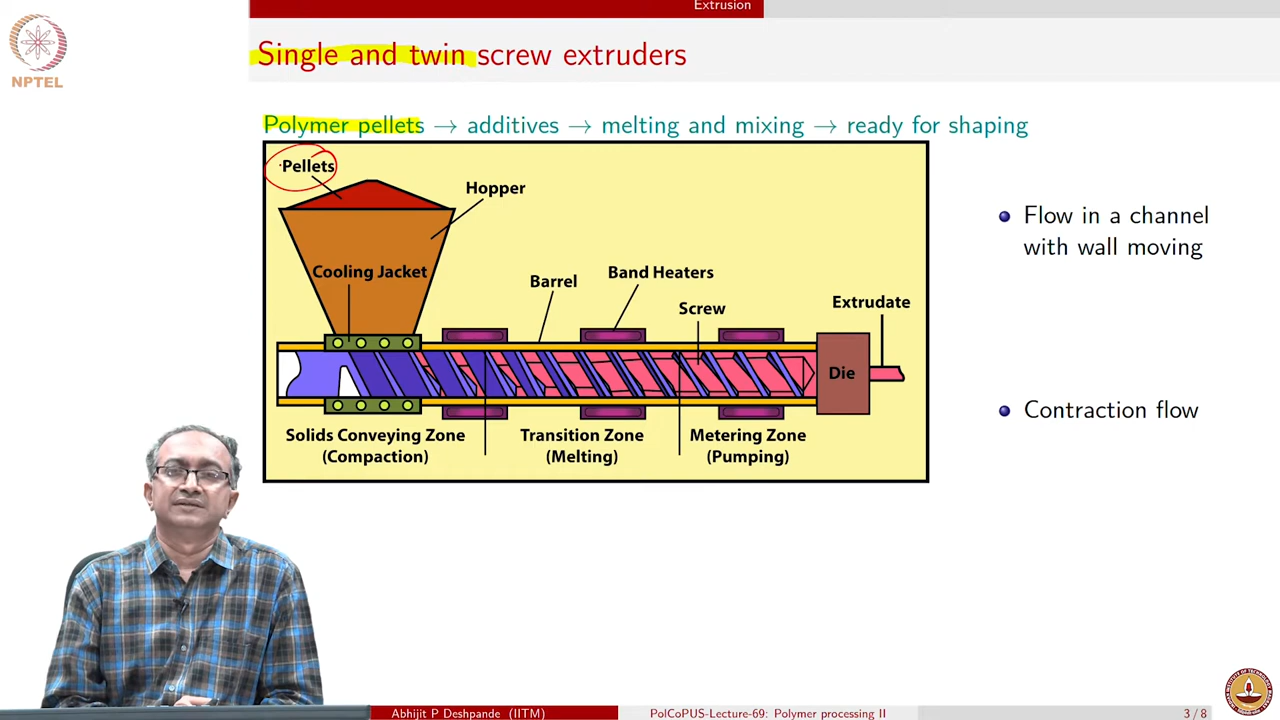 Extrusion
NPTEL
Single and twin screw extruders
Polymer pellets → additives → melting and mixing → ready for shaping
Pellets
Hopper
Cooling Jacket
Barrel
Band Heaters
Screw
Extrudate
Die
Solids Conveying Zone
(Compaction)
Transition Zone
(Melting)
Metering Zone
(Pumping)
Flow in a channel
with wall moving
Contraction flow
Abhijit P Deshpande (IITM)
PolCoPUS-Lecture-69: Polymer processing II
3/8